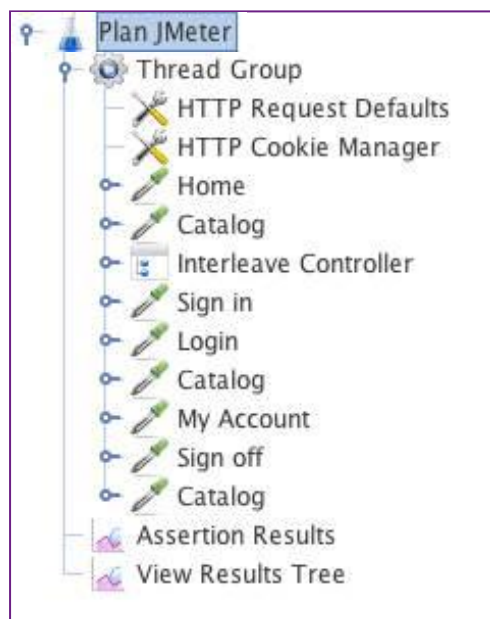 Plan JMeter
Thread Group
HTTP Request Defaults
HTTP Cookie Manager
Home
Catalog
Interleave Controller
Sign in
Login
Catalog
My Account
Sign off
Catalog
Assertion Results
View Results Tree